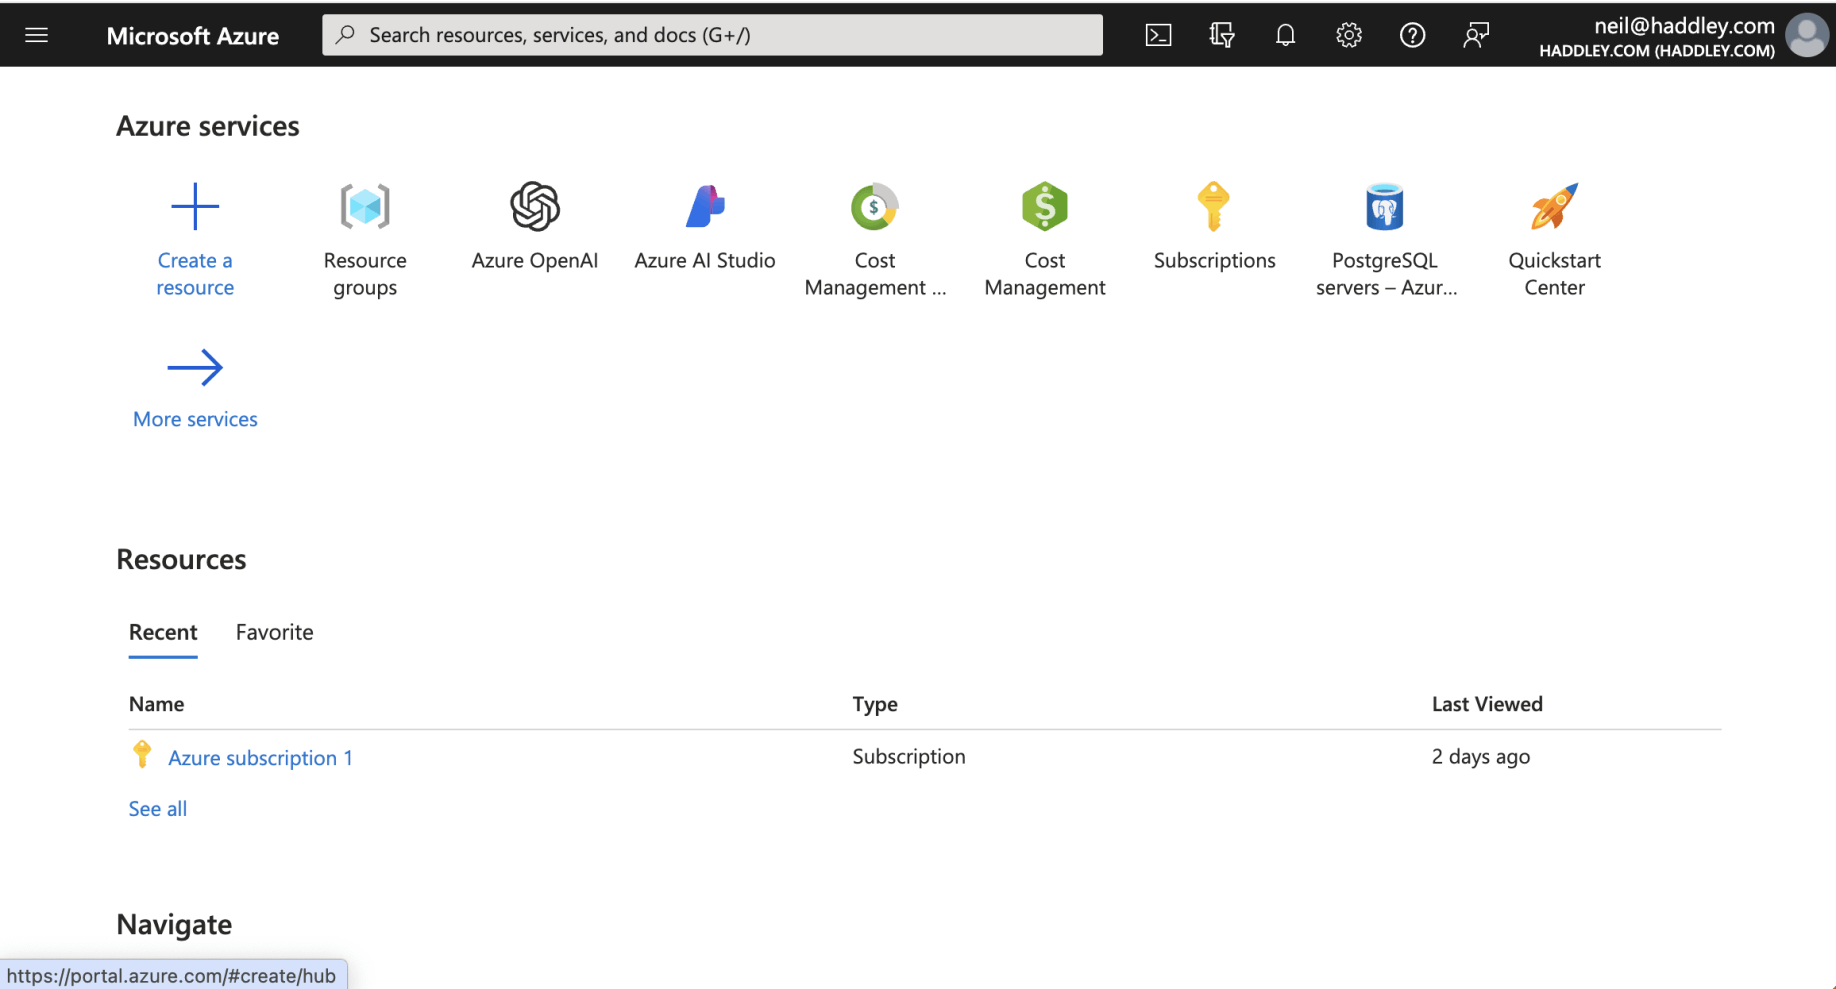 Microsoft Azure
Search resources, services, and docs (G+/)
neil@haddley.com
HADDLEY.COM (HADDLEY.COM)
Azure services
Create a
resource
Resource
groups
Azure OpenAI
Azure AI Studio
Cost
Management ...
Cost
Management
Subscriptions
PostgreSQL
servers – Azur...
Quickstart
Center
More services
Resources
Recent
Favorite
Name
Type
Last Viewed
Azure subscription 1
Subscription
2 days ago
See all
Navigate
https://portal.azure.com/#create/hub